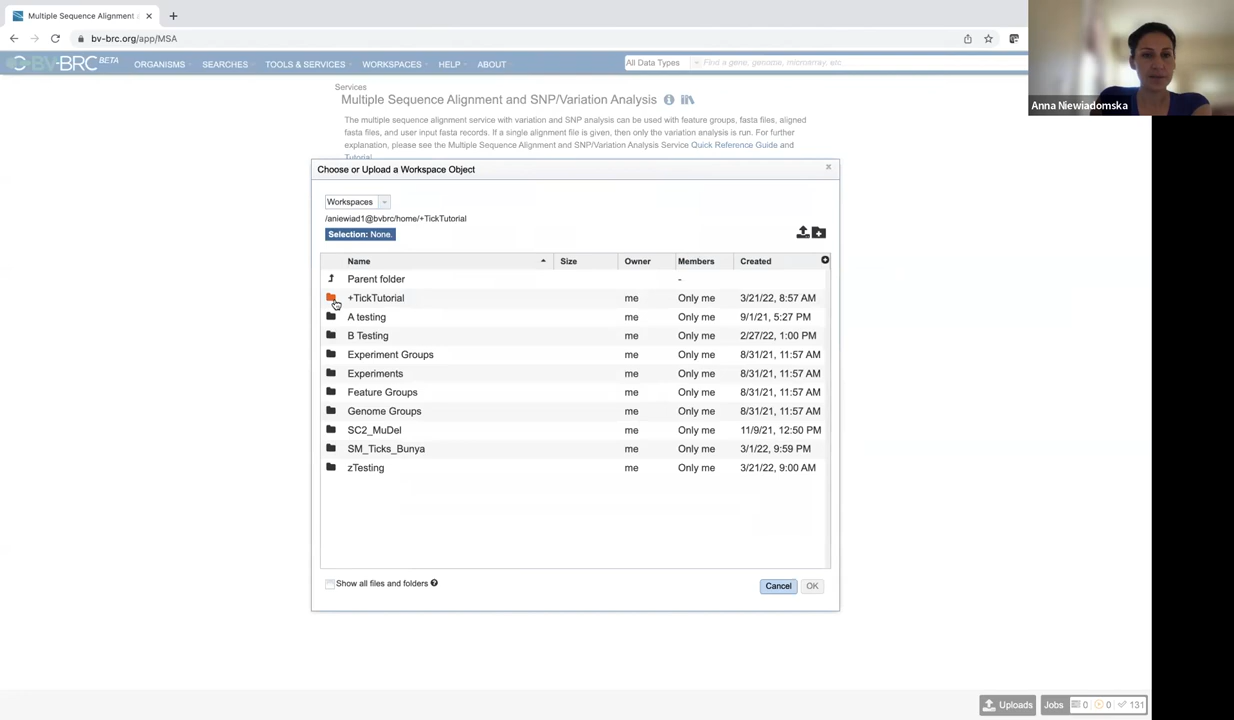 Multiple Sequence Alignment a
bv-brc.org/app/MSA
BV-BRC BETA
ORGANISMS
SEARCHES
TOOLS & SERVICES
WORKSPACES
HELP
ABOUT
All Data Types
Find a gene, genome, microarray, etc
Anna Niewiadomska
Services
Multiple Sequence Alignment and SNP/Variation Analysis
The multiple sequence alignment service with variation and SNP analysis can be used with feature groups, fasta files, aligned
fasta files, and user input fasta records. If a single alignment file is given, then only the variation analysis is run. For further
explanation, please see the Multiple Sequence Alignment and SNP/Variation Analysis Service Quick Reference Guide and
Tutorial
Choose or Upload a Workspace Object
Workspaces
/aniewiad1@bvbrc/home/+TickTutorial
Selection: None.
Name Size Owner Members Created
Parent folder -
+TickTutorial me Only me 3/21/22, 8:57 AM
A testing me Only me 9/1/21, 5:27 PM
B Testing me Only me 2/27/22, 1:00 PM
Experiment Groups me Only me 8/31/21, 11:57 AM
Experiments me Only me 8/31/21, 11:57 AM
Feature Groups me Only me 8/31/21, 11:57 AM
Genome Groups me Only me 8/31/21, 11:57 AM
SC2_MuDel me Only me 11/9/21, 12:50 PM
SM_Ticks_Bunya me Only me 3/1/22, 9:59 PM
zTesting me Only me 3/21/22, 9:00 AM
Show all files and folders
Cancel
OK
Uploads
Jobs 0 0 131